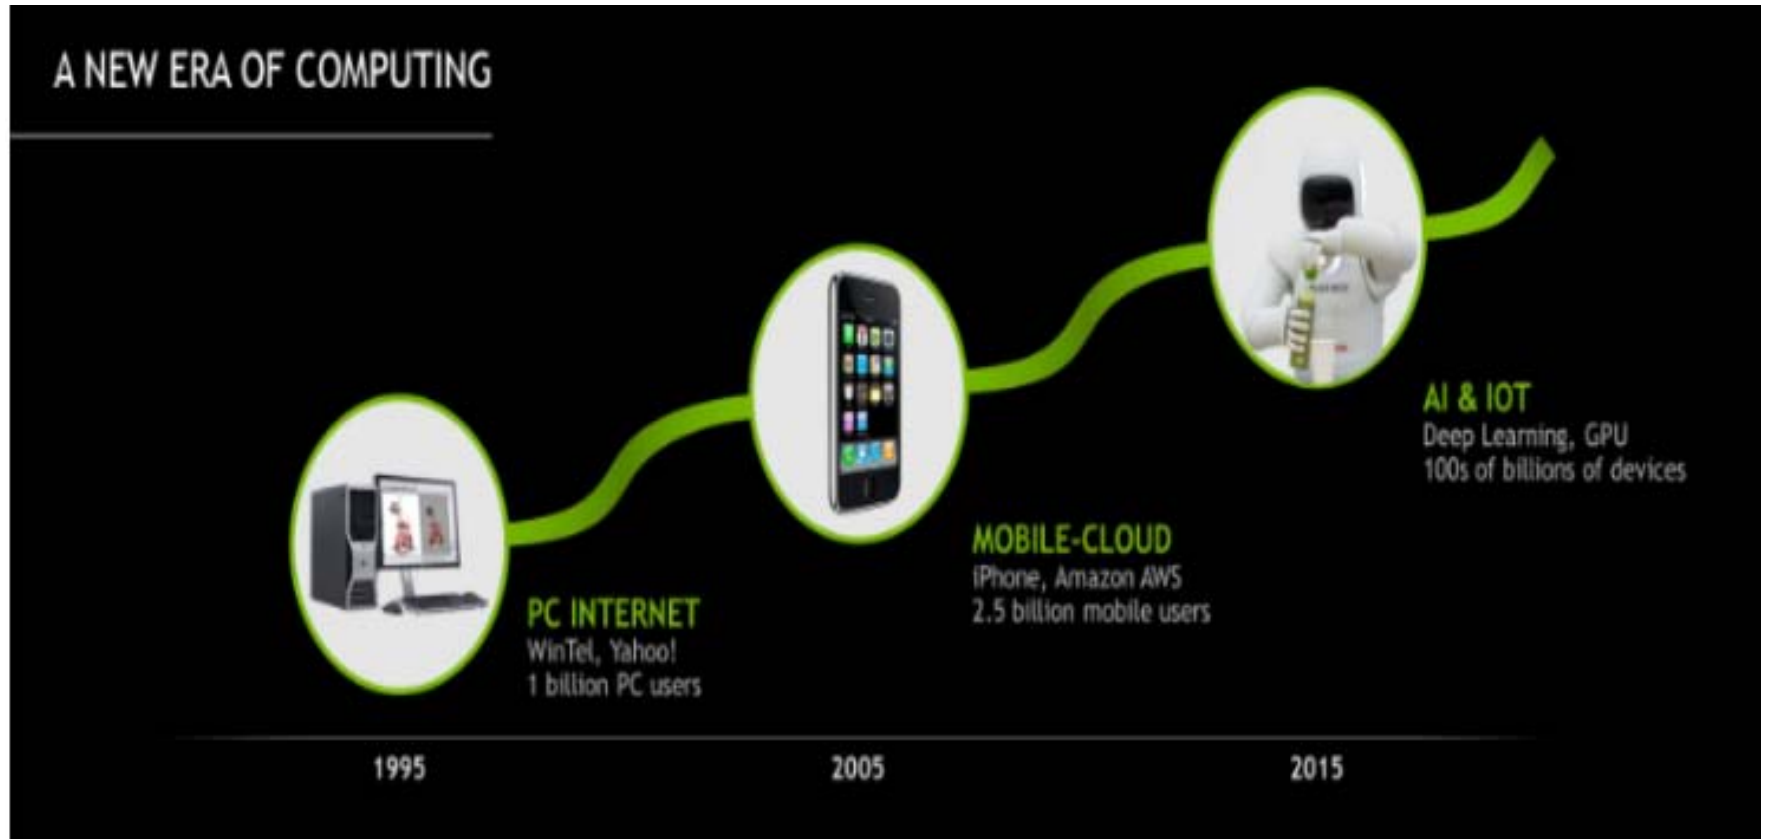 A NEW ERA OF COMPUTING
AI & IOT
Deep Learning, GPU
100s of billions of devices
MOBILE-CLOUD
iPhone, Amazon AWS
2.5 billion mobile users
PC INTERNET
WinTel, Yahoo!
1 billion PC users
1995
2005
2015